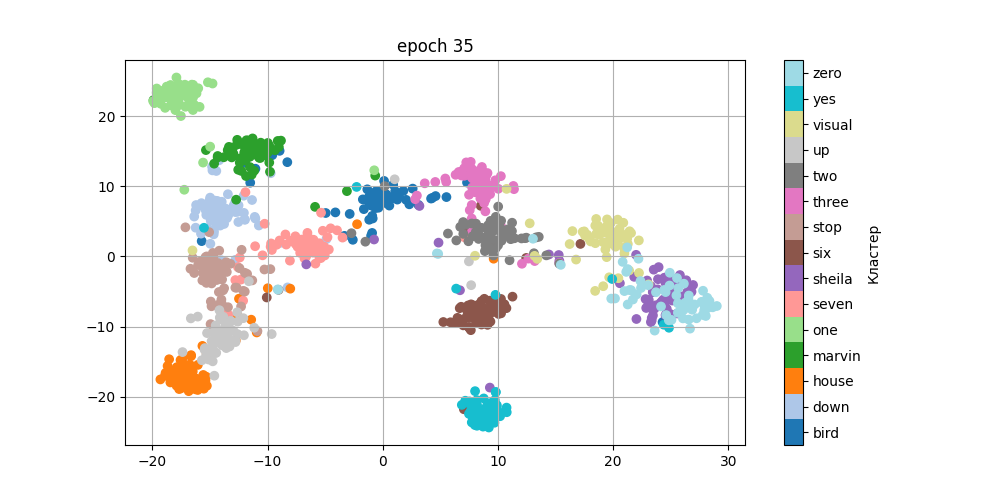 epoch 35
20
10
0
−10
−20
−20 −10 0 10 20 30
zero
yes
visual
up
two
three
stop
six
sheila
seven
one
marvin
house
down
bird
Кластер